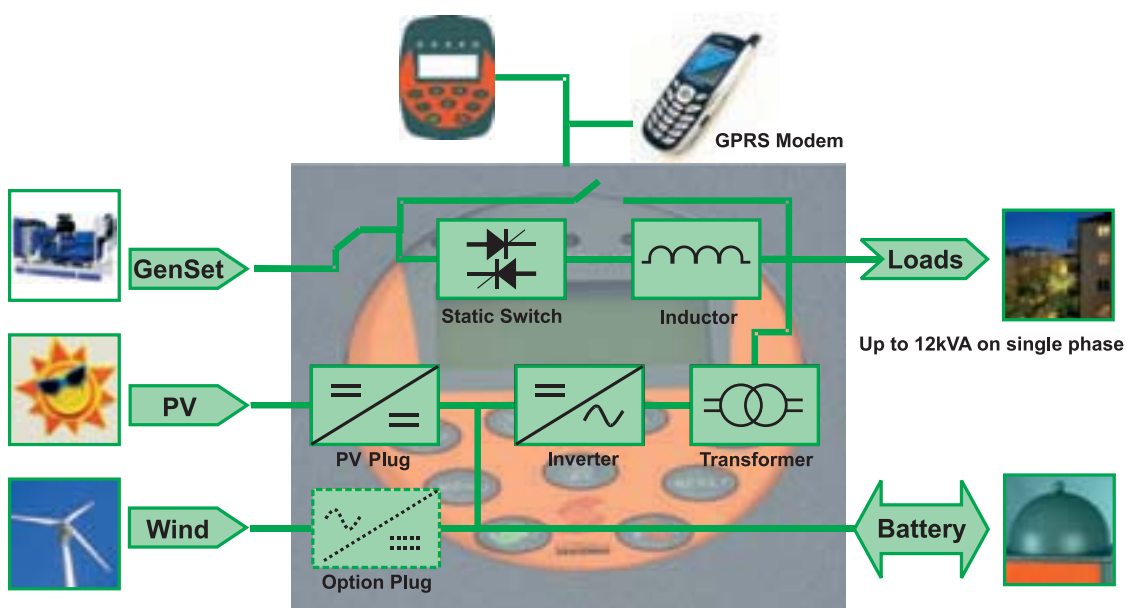 GPRS Modem
GenSet
Static Switch
Inductor
Loads
Up to 12kVA on single phase
PV
PV Plug
Inverter
Transformer
Wind
Option Plug
Battery